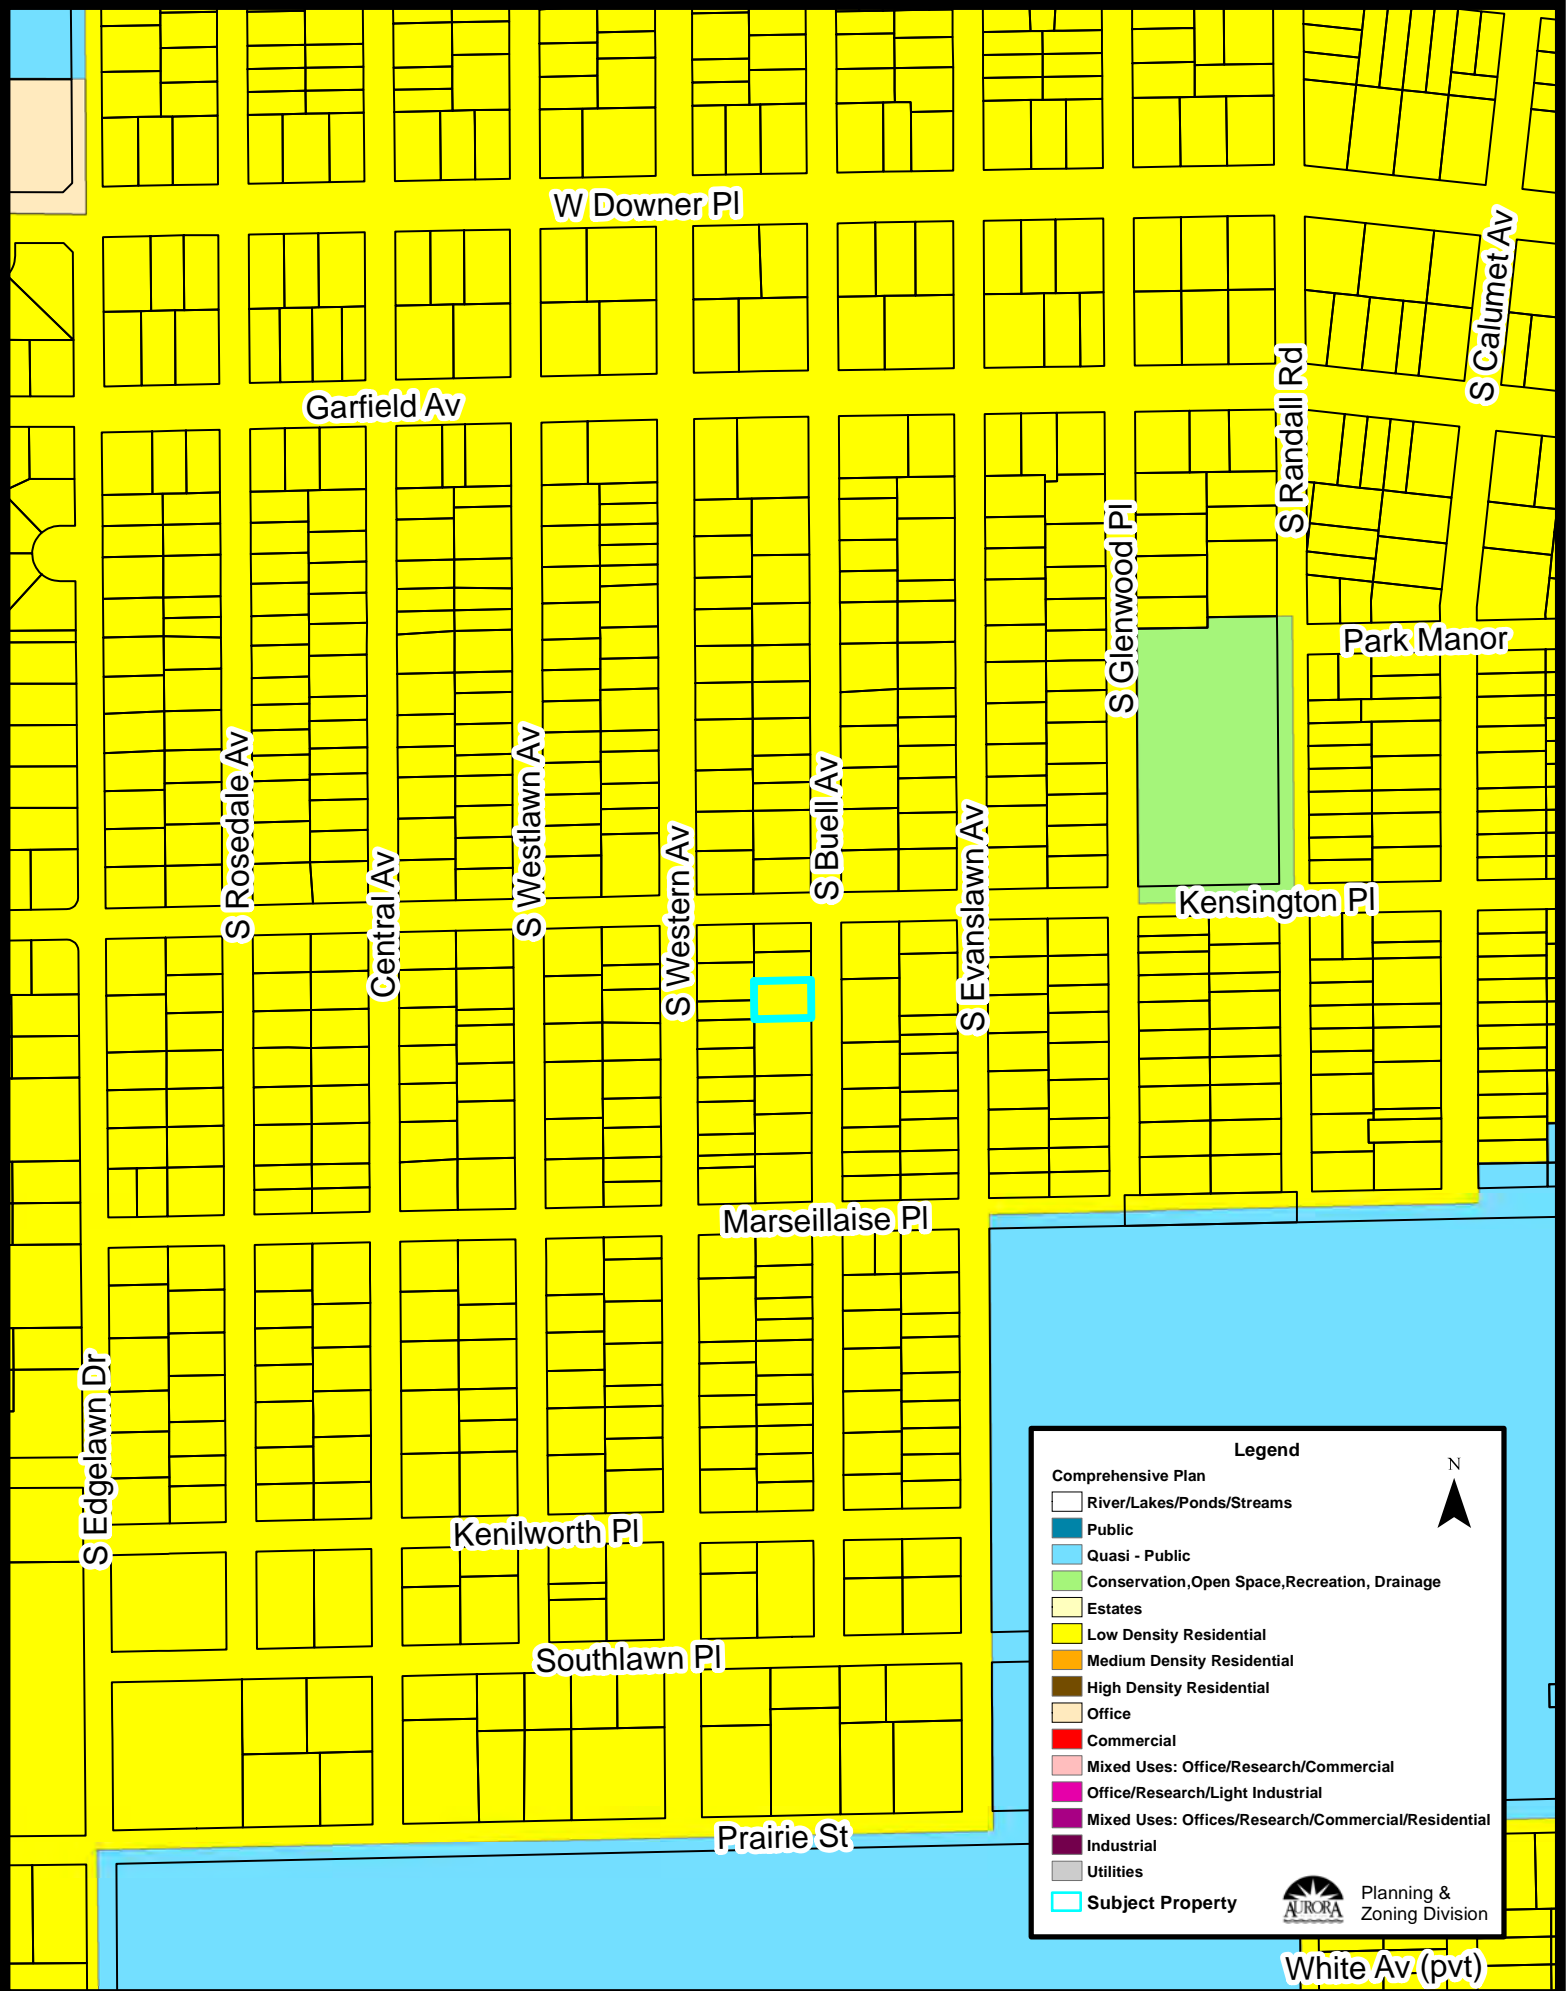 W Downer Pl
S Calumet Av
Garfield Av
S Randall Rd
S Glenwood Pl
Park Manor
S Rosedale Av
S Westlawn Av
S Buell Av
Central Av
S Western Av
S Evanslawn Av
Kensington Pl
Marseillaise Pl
S Edgelawn Dr
Kenilworth Pl
Southlawn Pl
Prairie St
White Av (pvt)
Legend
N
Comprehensive Plan
River/Lakes/Ponds/Streams
Public
Quasi - Public
Conservation,Open Space,Recreation, Drainage
Estates
Low Density Residential
Medium Density Residential
High Density Residential
Office
Commercial
Mixed Uses: Office/Research/Commercial
Office/Research/Light Industrial
Mixed Uses: Offices/Research/Commercial/Residential
Industrial
Utilities
Subject Property
AURORA
Planning &
Zoning Division